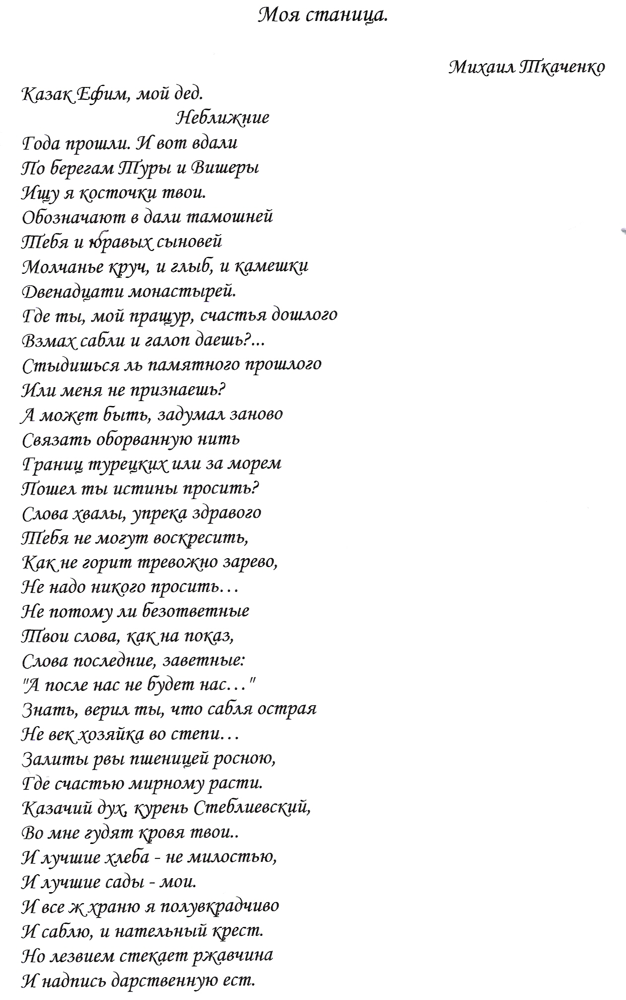 Моя станица.
Михаил Ткаченко
Казак Ефим, мой дед.
Неближние
Года прошли. И вот вдали
По берегам Туры и Вишеры
Ищу я косточки твои.
Обозначают в дали тамошней
Тебя и бравых сыновей
Молчанье круч, и глыб, и камешки
Двенадцати монастырей.
Где ты, мой пращур, счастья дошлого
Взмах сабли и галоп даешь?...
Стыдишься ль памятного прошлого
Или меня не признаешь?
А может быть, задумал заново
Связать оборванную нить
Границ турецких или за морем
Пошел ты истины просить?
Слова хвалы, упрека здравого
Тебя не могут воскресить,
Как не горит тревожно зарево,
Не надо никого просить...
Не потому ли безответные
Твои слова, как на показ,
Слова последние, заветные:
"А после нас не будет нас..."
Знать, верил ты, что сабля острая
Не век хозяйка во степи...
Залиты рвы пшеницей росною,
Где счастью мирному расти.
Казачий дух, курень Стеблиевский,
Во мне гудят кровя твои..
И лучшие хлеба - не милостью,
И лучшие сады - мои.
И все ж храню я полувкрадчиво
И саблю, и нательный крест.
Но лезвием стекает ржавчина
И надпись дарственную ест.